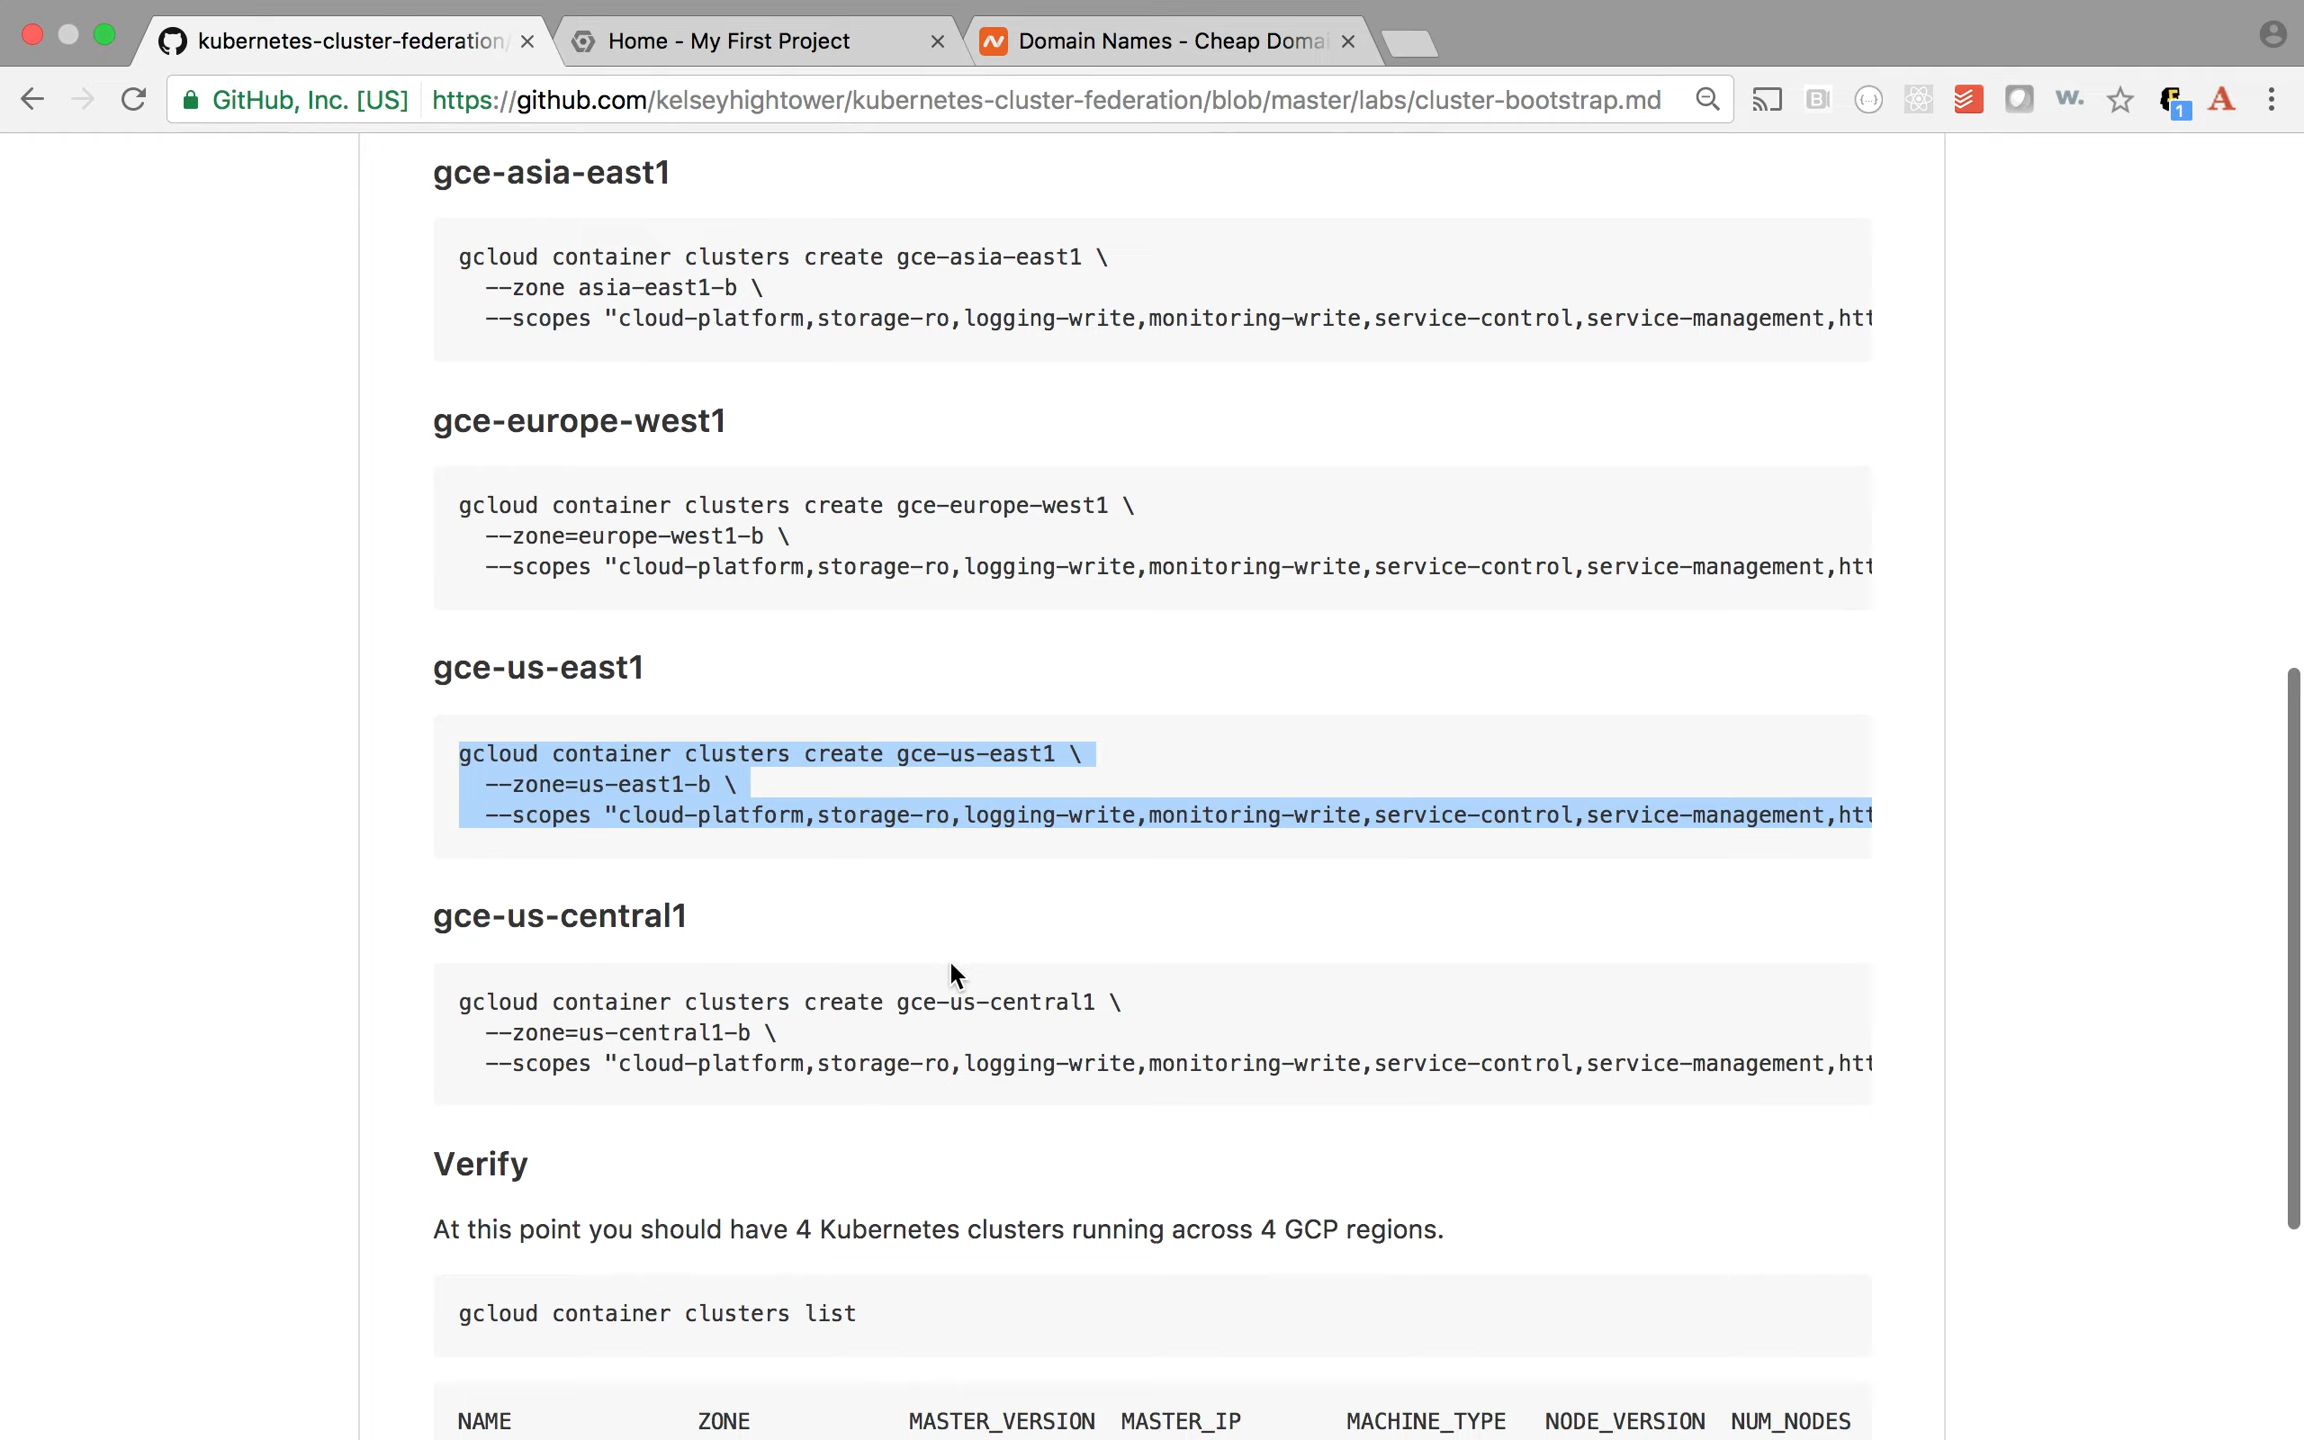 kubernetes-cluster-federation/
Home - My First Project
Domain Names - Cheap Domai
GitHub, Inc. [US]
https://github.com/kelseyhightower/kubernetes-cluster-federation/blob/master/labs/cluster-bootstrap.md
gce-asia-east1
gcloud container clusters create gce-asia-east1 \
--zone asia-east1-b \
--scopes "cloud-platform,storage-ro,logging-write,monitoring-write,service-control,service-management,htt
gce-europe-west1
gcloud container clusters create gce-europe-west1 \
--zone=europe-west1-b \
--scopes "cloud-platform,storage-ro,logging-write,monitoring-write,service-control,service-management,htt
gce-us-east1
gcloud container clusters create gce-us-east1 \
--zone=us-east1-b \
--scopes "cloud-platform,storage-ro,logging-write,monitoring-write,service-control,service-management,htt
gce-us-central1
gcloud container clusters create gce-us-central1 \
--zone=us-central1-b \
--scopes "cloud-platform,storage-ro,logging-write,monitoring-write,service-control,service-management,htt
Verify
At this point you should have 4 Kubernetes clusters running across 4 GCP regions.
gcloud container clusters list
NAME ZONE MASTER_VERSION MASTER_IP MACHINE_TYPE NODE_VERSION NUM_NODES